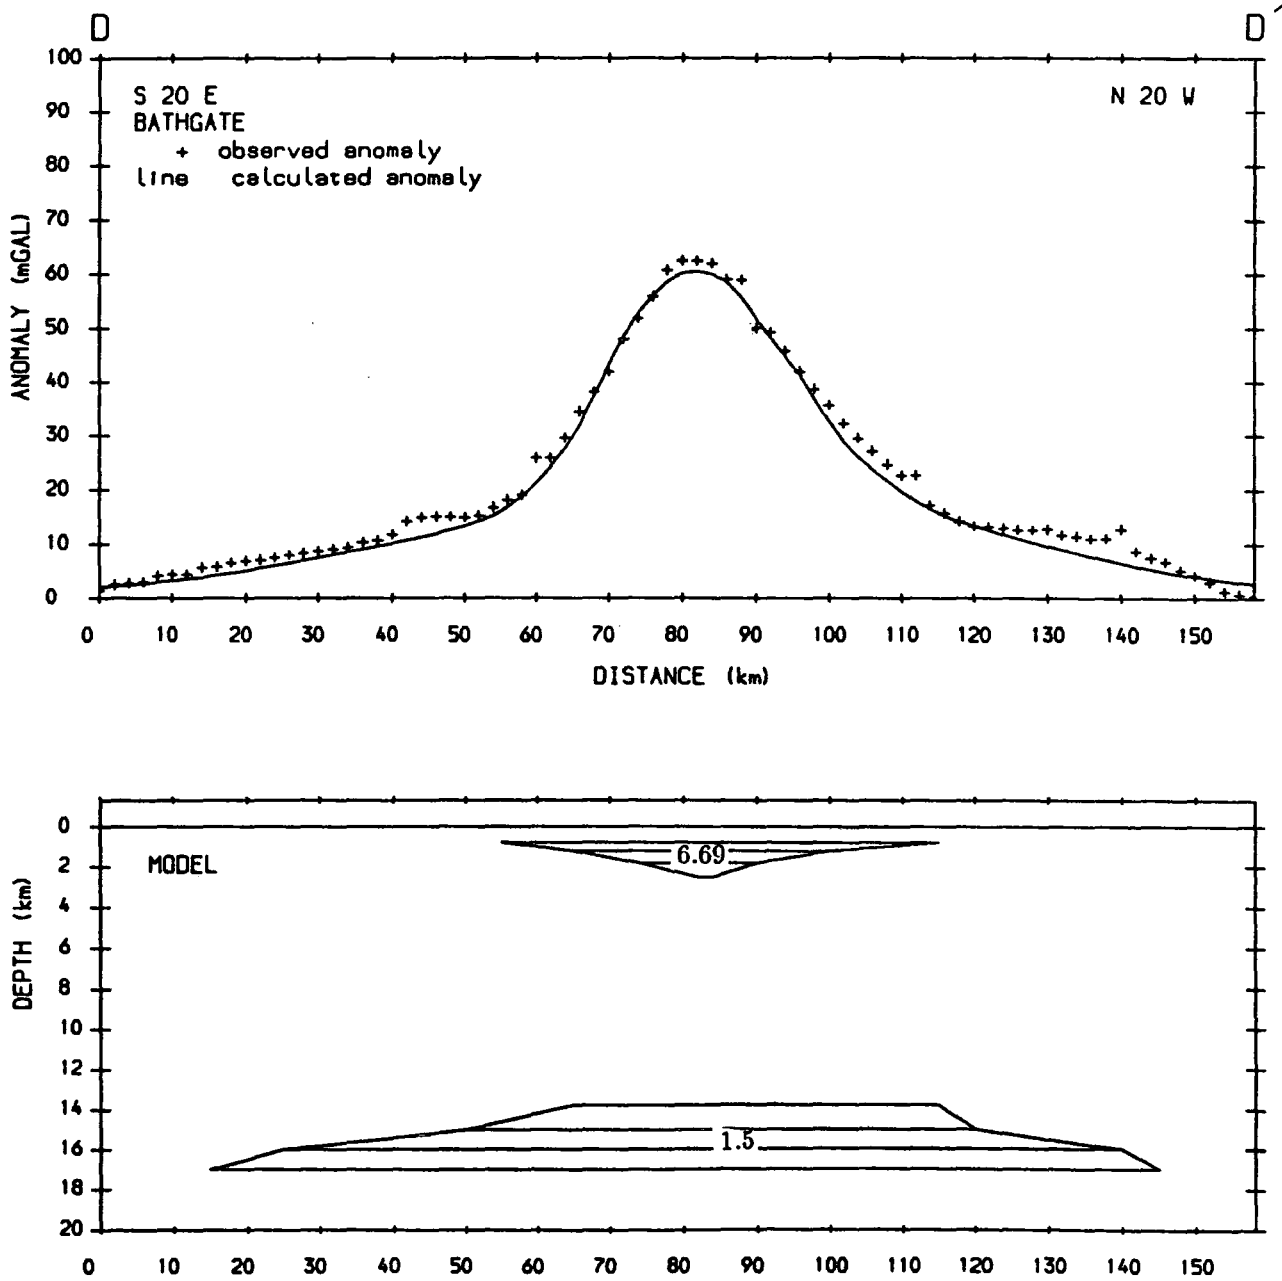 D D'
100
S 20 E N 20 W
90
BATHGATE
+ observed anomaly
80
line calculated anomaly
70
60
50
40
30
20
10
0
ANOMALY (mGAL)
0 10 20 30 40 50 60 70 80 90 100 110 120 130 140 150
DISTANCE (km)
0
6.69
2
MODEL
4
6
8
10
12
14
1.5
16
18
20
DEPTH (km)
0 10 20 30 40 50 60 70 80 90 100 110 120 130 140 150